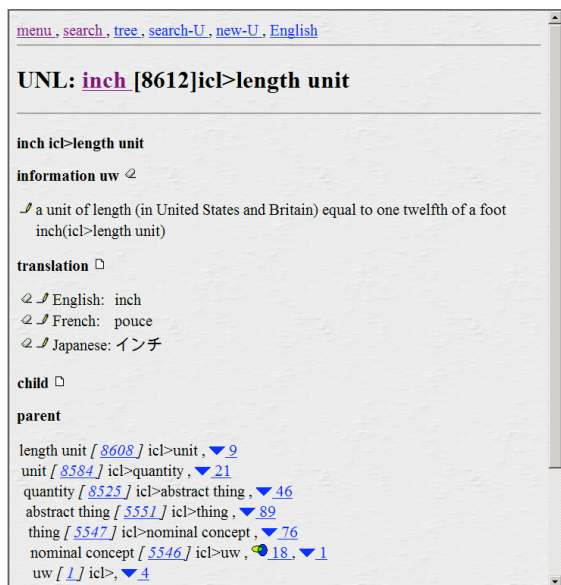 menu , search , tree , search-U , new-U , English
UNL: inch [8612]icl>length unit
inch icl>length unit
information uw
a unit of length (in United States and Britain) equal to one twelfth of a foot
inch(icl>length unit)
translation
English: inch
French: pouce
Japanese: インチ
child
parent
length unit [ 8608 ] icl>unit , 9
unit [ 8584 ] icl>quantity , 21
quantity [ 8525 ] icl>abstract thing , 46
abstract thing [ 5551 ] icl>thing , 89
thing [ 5547 ] icl>nominal concept , 76
nominal concept [ 5546 ] icl>uw , 18 , 1
uw [ 1 ] icl>, 4